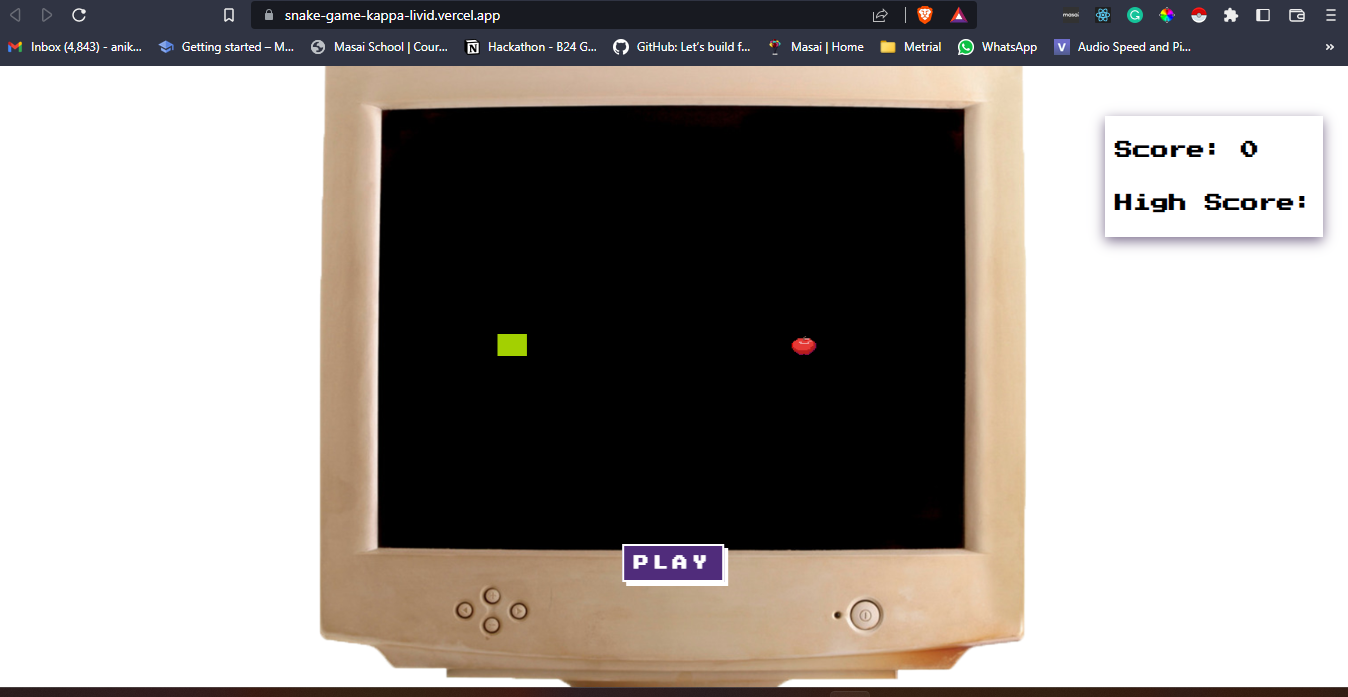 snake-game-kappa-livid.vercel.app
masai
Inbox (4,843) - anik...
Getting started – M...
Masai School | Cour...
Hackathon - B24 G...
GitHub: Let's build f...
Masai | Home
Metrial
WhatsApp
V
Audio Speed and Pi...
»
Score: 0
High Score:
PLAY